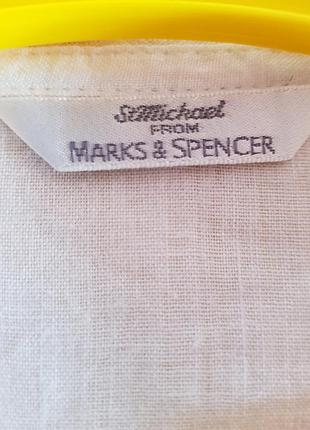 St Michael
FROM
MARKS & SPENCER